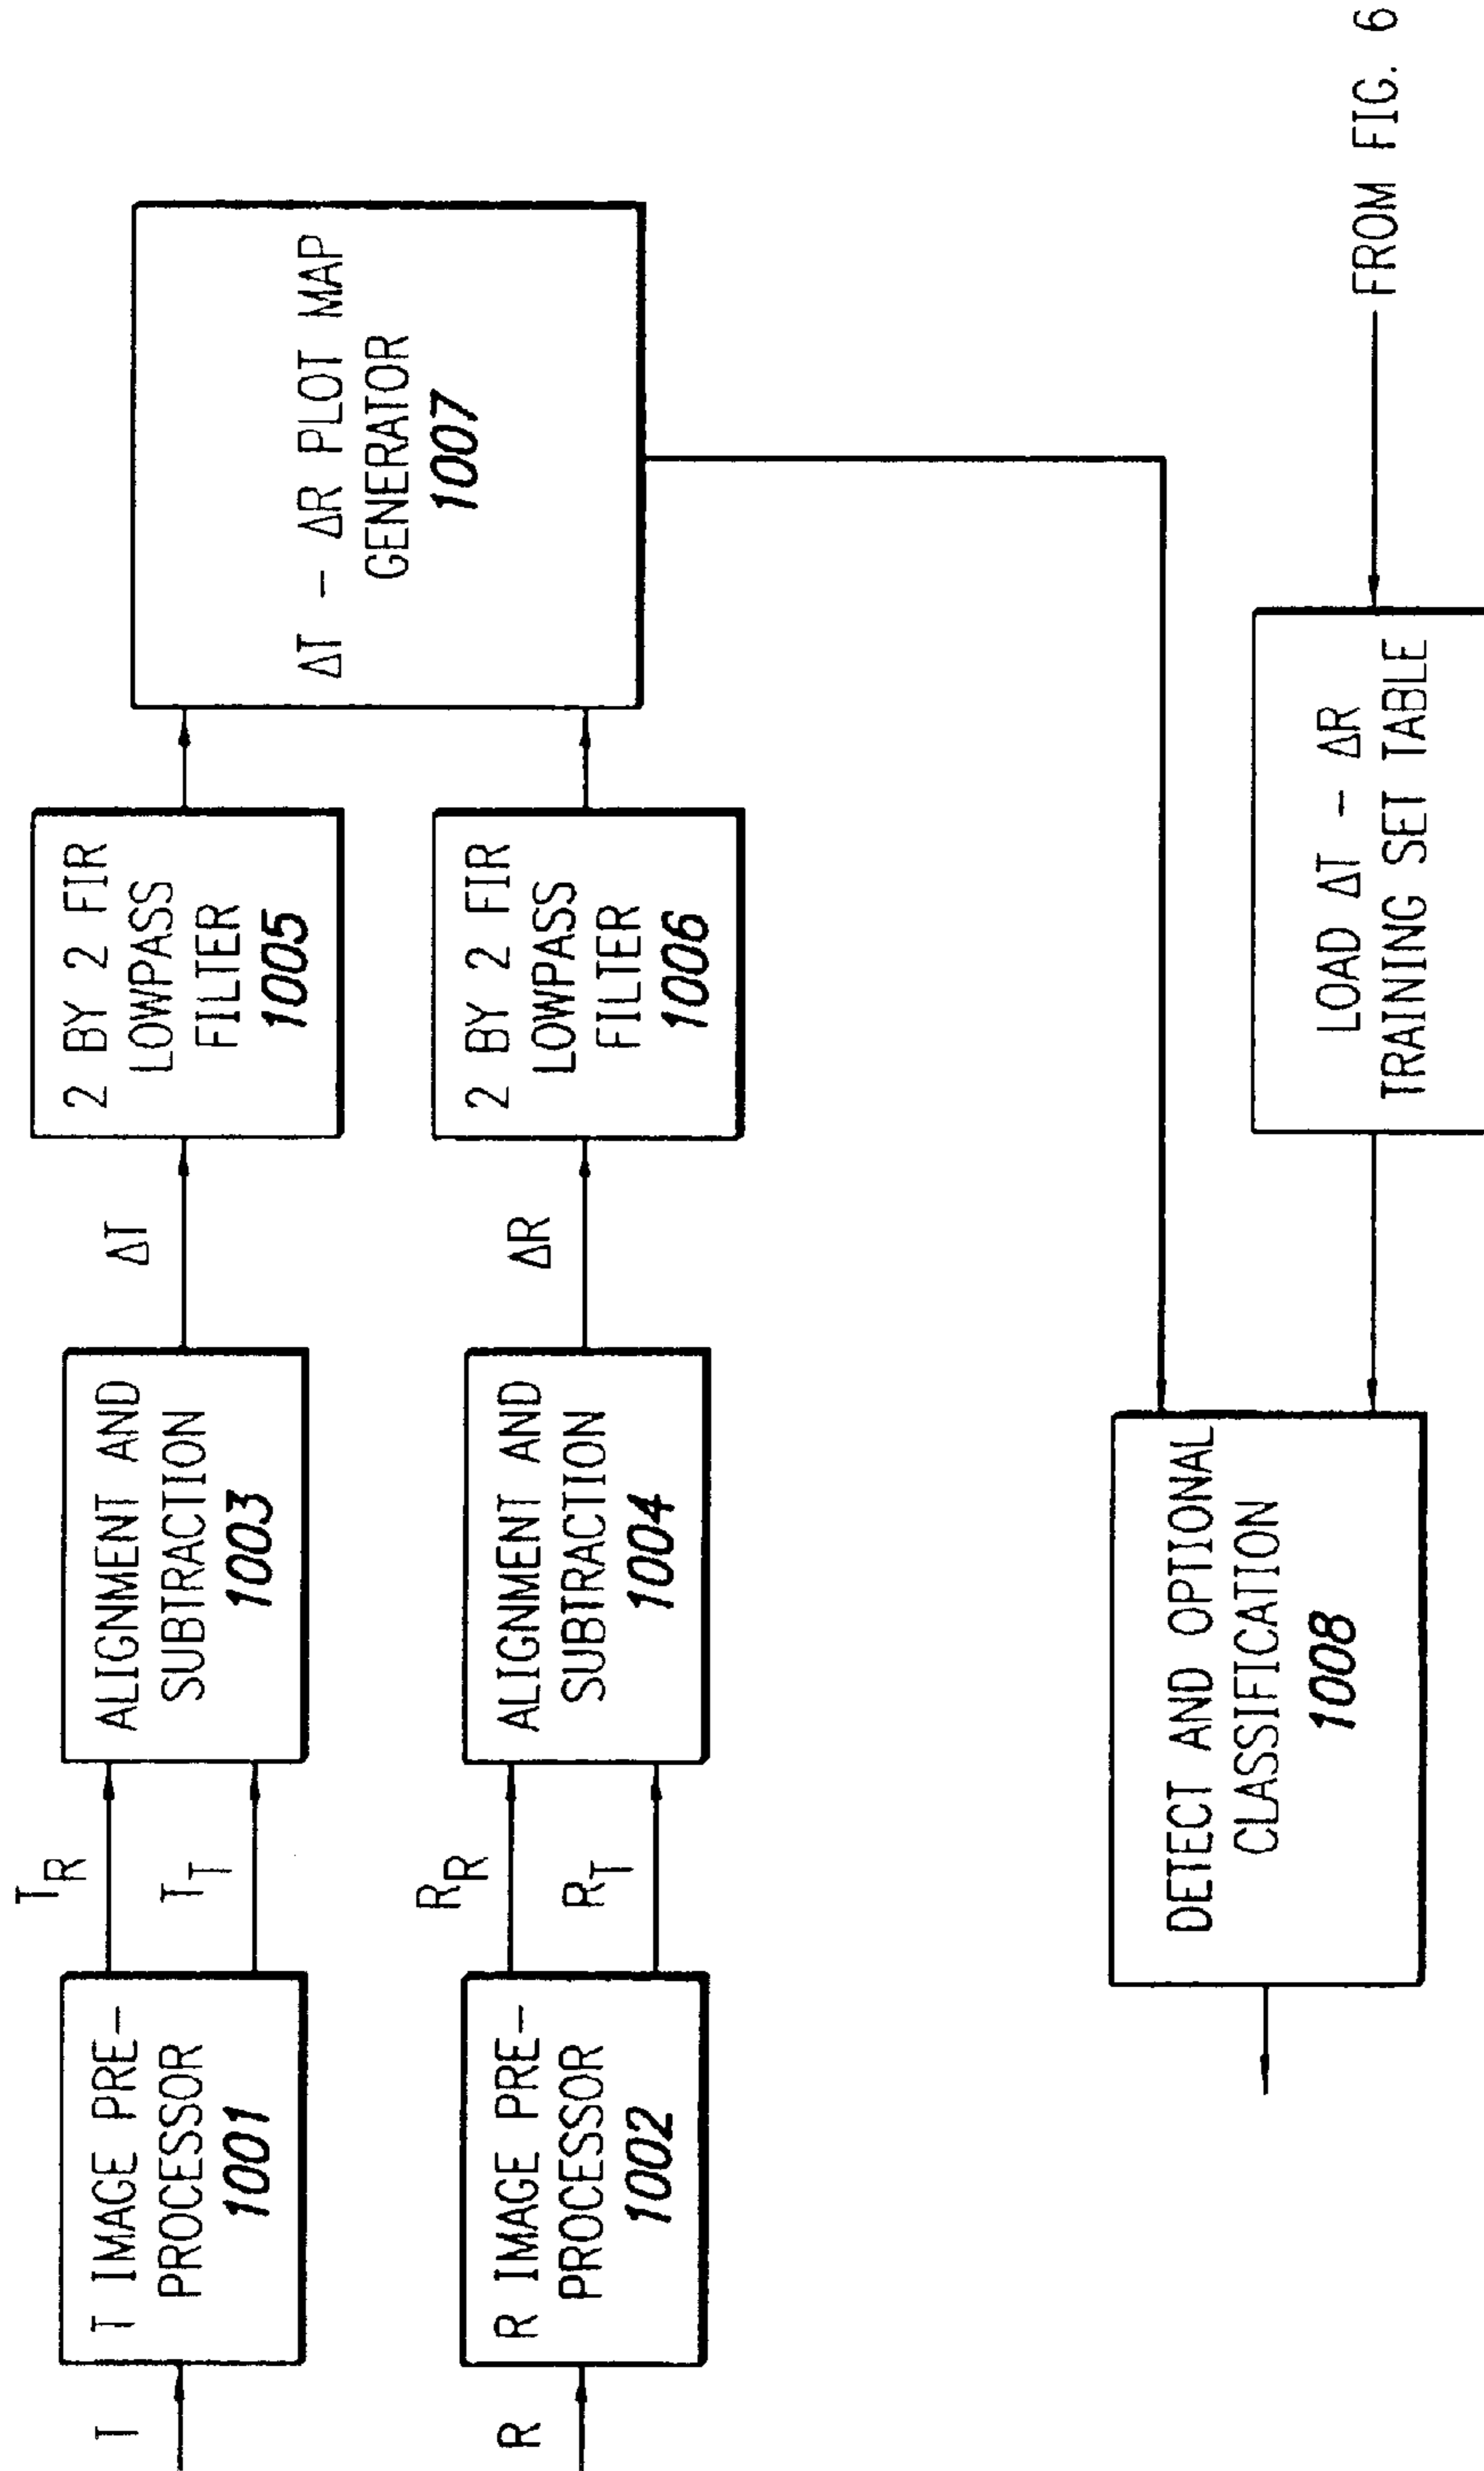 T
T IMAGE PRE-
PROCESSOR
1001
T_R
T_T
ALIGNMENT AND
SUBTRACTION
1003
ΔT
2 BY 2 FIR
LOWPASS
FILTER
1005
R
R IMAGE PRE-
PROCESSOR
1002
R_R
R_T
ALIGNMENT AND
SUBTRACTION
1004
ΔR
2 BY 2 FIR
LOWPASS
FILTER
1006
ΔT - ΔR PLOT MAP
GENERATOR
1007
DETECT AND OPTIONAL
CLASSIFICATION
1008
LOAD ΔT - ΔR
TRAINING SET TABLE
FROM FIG. 6